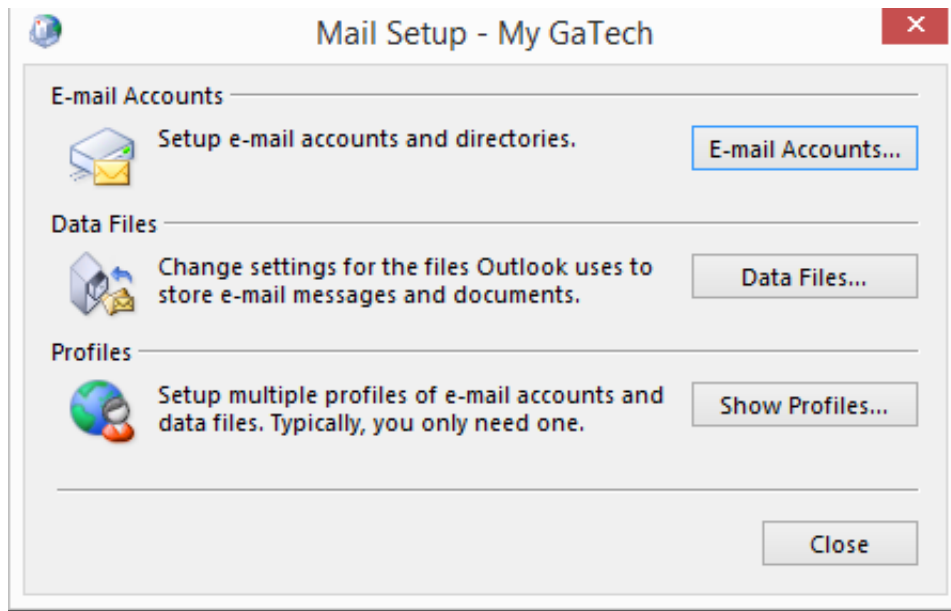 Mail Setup - My GaTech
E-mail Accounts
Setup e-mail accounts and directories.
E-mail Accounts...
Data Files
Change settings for the files Outlook uses to
store e-mail messages and documents.
Data Files...
Profiles
Setup multiple profiles of e-mail accounts and
data files. Typically, you only need one.
Show Profiles...
Close